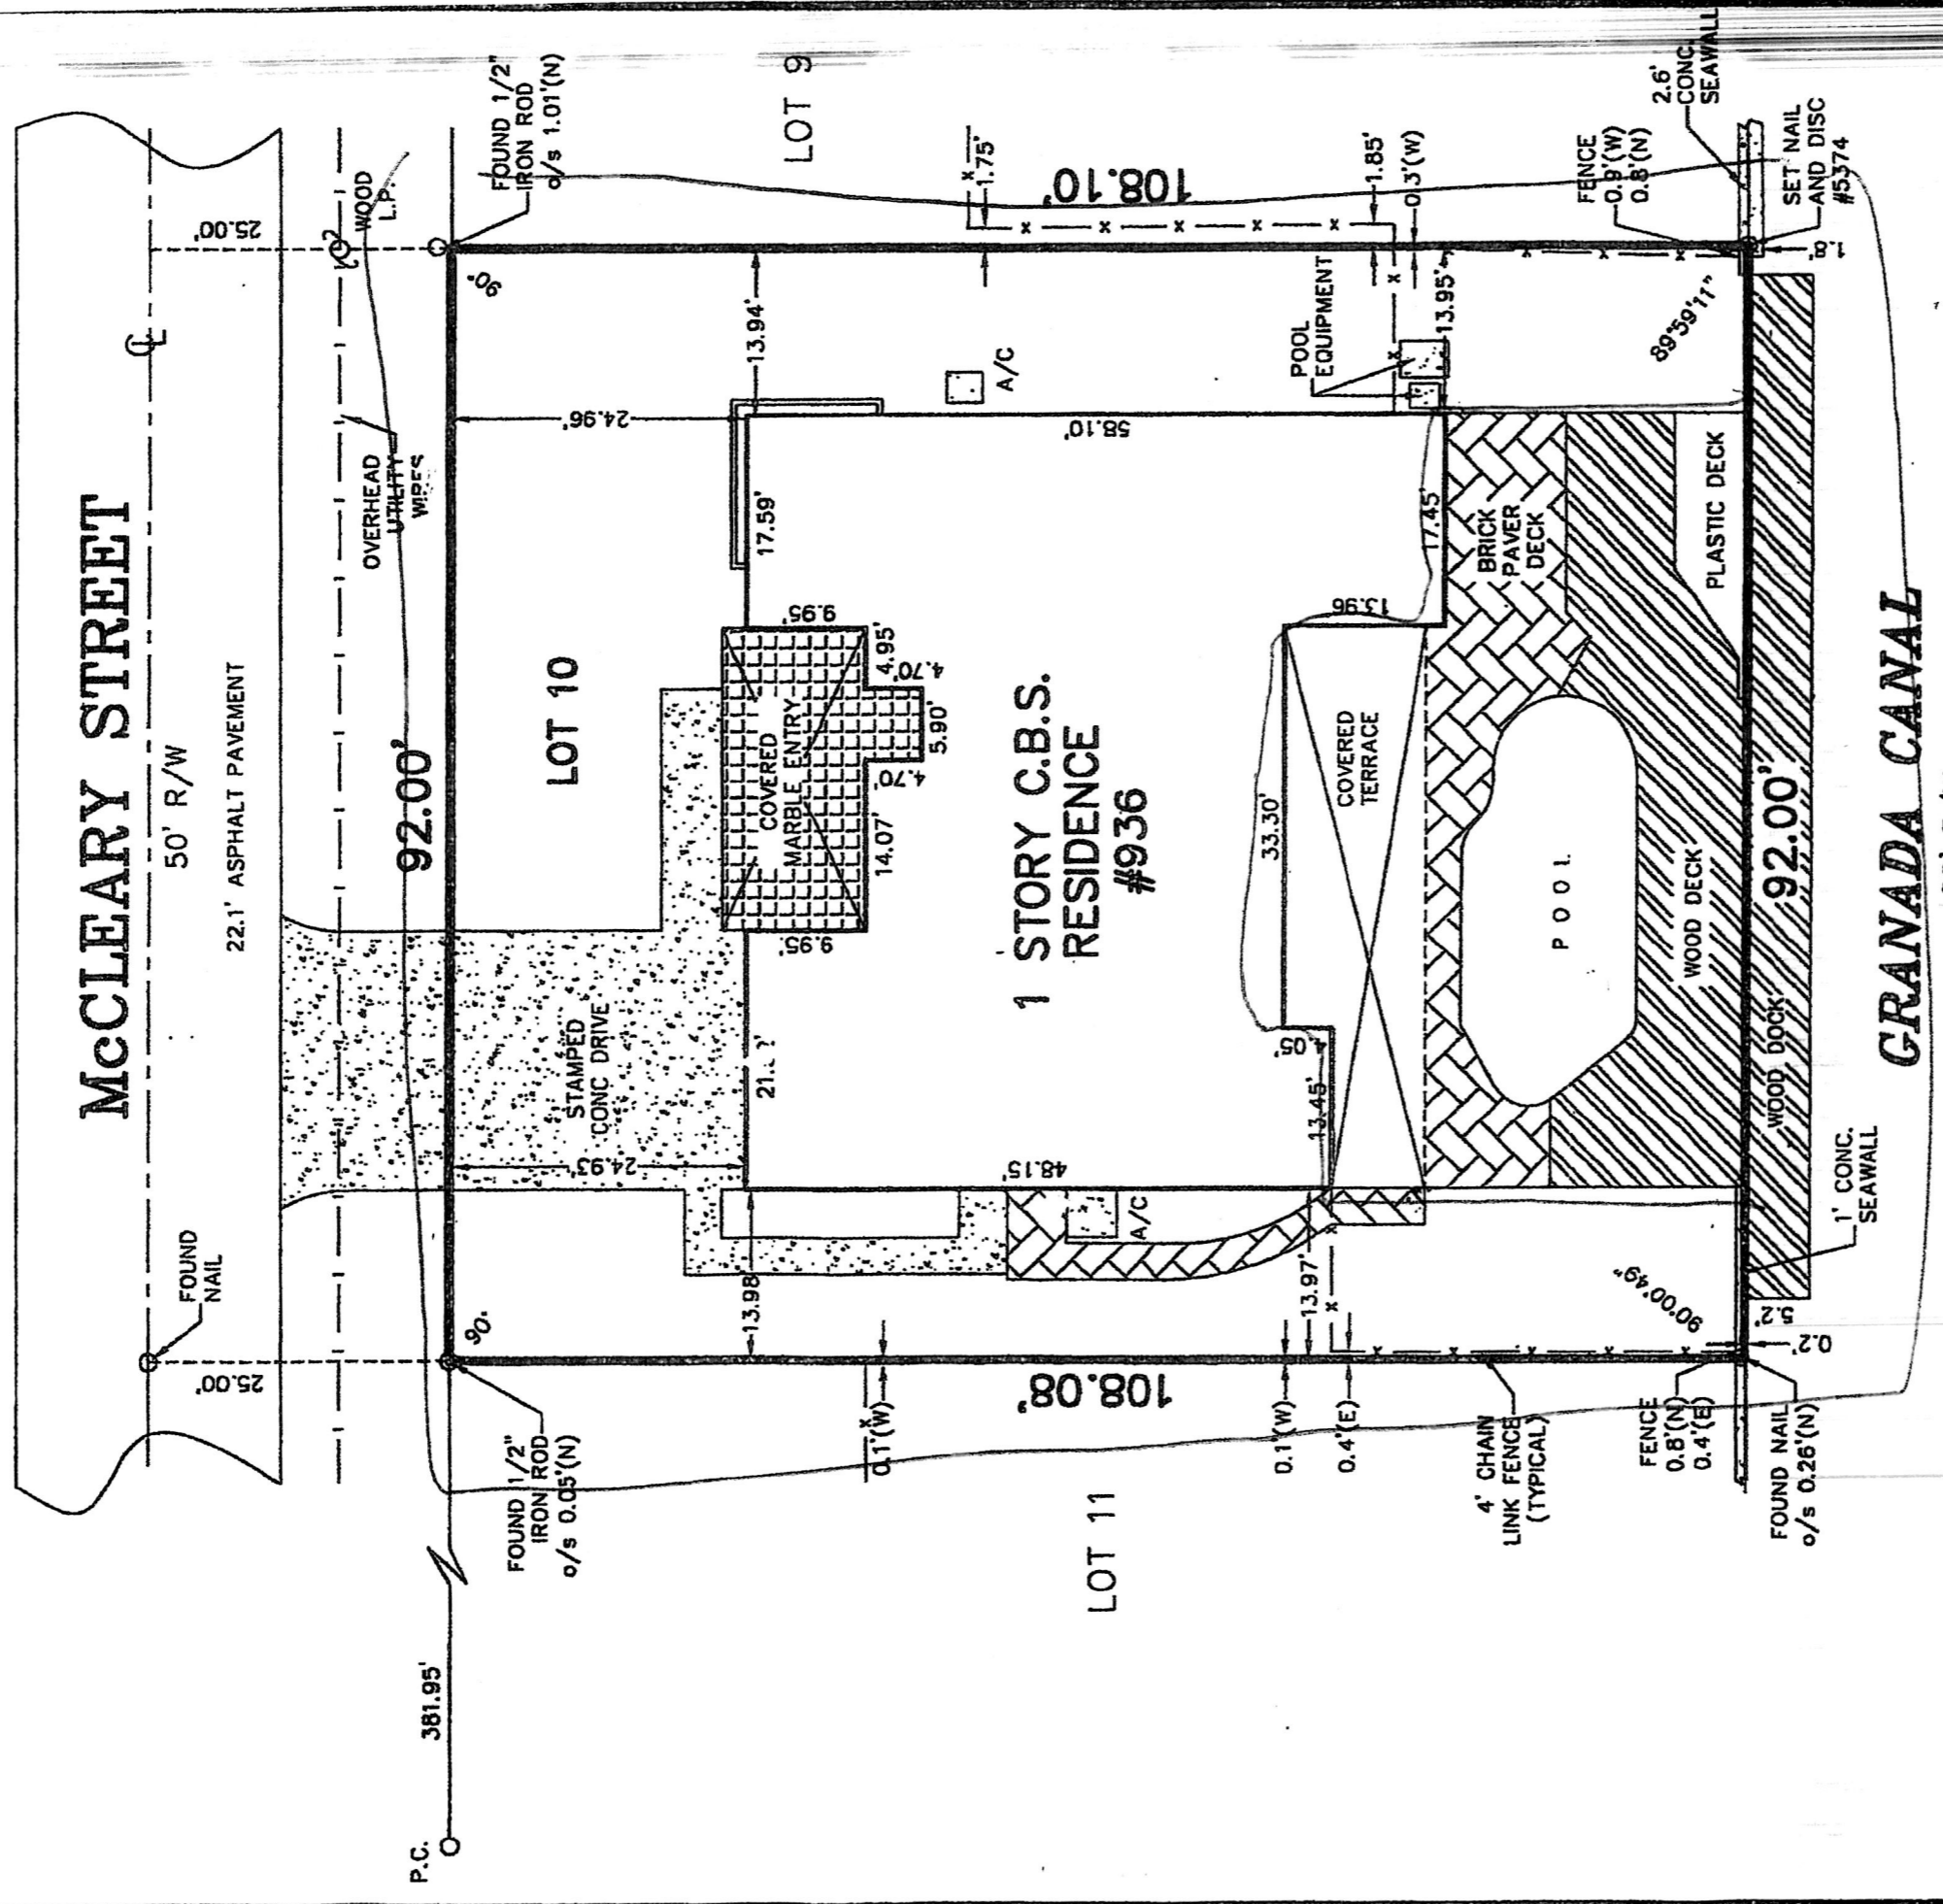 McCLEARY STREET
50' R/W
22.1' ASPHALT PAVEMENT
FOUND
NAIL
25.00'
25.00'
WOOD
L.P.
OVERHEAD
UTILITY
WIRES
92.00'
FOUND 1/2"
IRON ROD
o/s 1.01'(N)
FOUND 1/2"
IRON ROD
o/s 0.05'(N)
P.C.
381.95'
LOT 9
LOT 10
LOT 11
90°
90°
STAMPED
CONC DRIVE
24.93'
24.96'
13.94'
13.98'
17.59'
9.95'
4.95'
4.70'
5.90'
4.70'
14.07'
9.95'
COVERED
MARBLE ENTRY
1 STORY C.B.S.
RESIDENCE
#936
58.10'
48.15'
A/C
A/C
POOL
EQUIPMENT
108.10'
108.08'
1.75'
x
1.85'
0.3'(W)
13.95'
17.45'
13.96
33.30'
4.05'
13.45'
13.97'
COVERED
TERRACE
BRICK
PAVER
DECK
PLASTIC DECK
POOL
WOOD DECK
WOOD DOCK
92.00'
0.1'(W)
x
0.1'(W)
0.4'(E)
4' CHAIN
LINK FENCE
(TYPICAL)
FENCE
0.8'(N)
0.4'(E)
FOUND NAIL
o/s 0.26'(N)
90°00'49"
89°59'11"
5.2'
0.2'
1' CONC.
SEAWALL
FENCE
0.9'(W)
0.8'(N)
2.6'
CONC.
SEAWALL
SET NAIL
AND DISC
#5374
1.8'
GRANADA CANAL